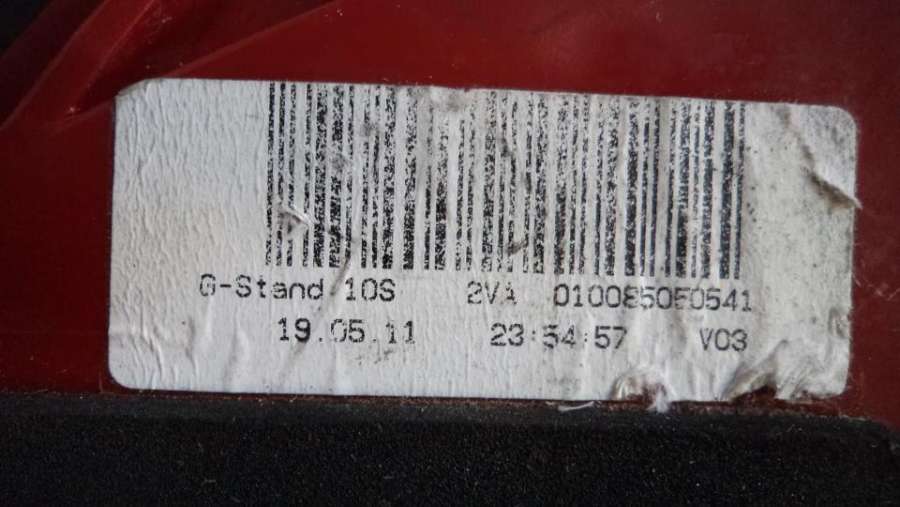 G-Stand 10S 2VA 010085050541
19.05.11 23:54:57 V03